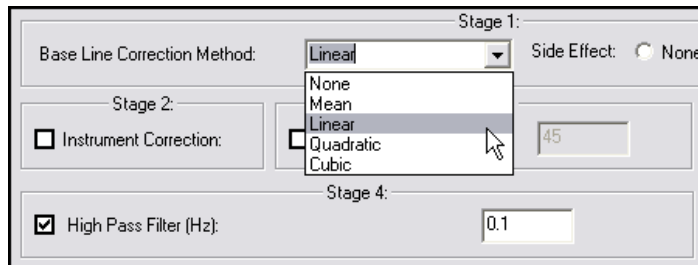 Stage 1:
Base Line Correction Method: Linear Side Effect: None
None
Mean
Linear
Quadratic
Cubic
Stage 2:
Instrument Correction: 45
Stage 4:
High Pass Filter (Hz): 0.1